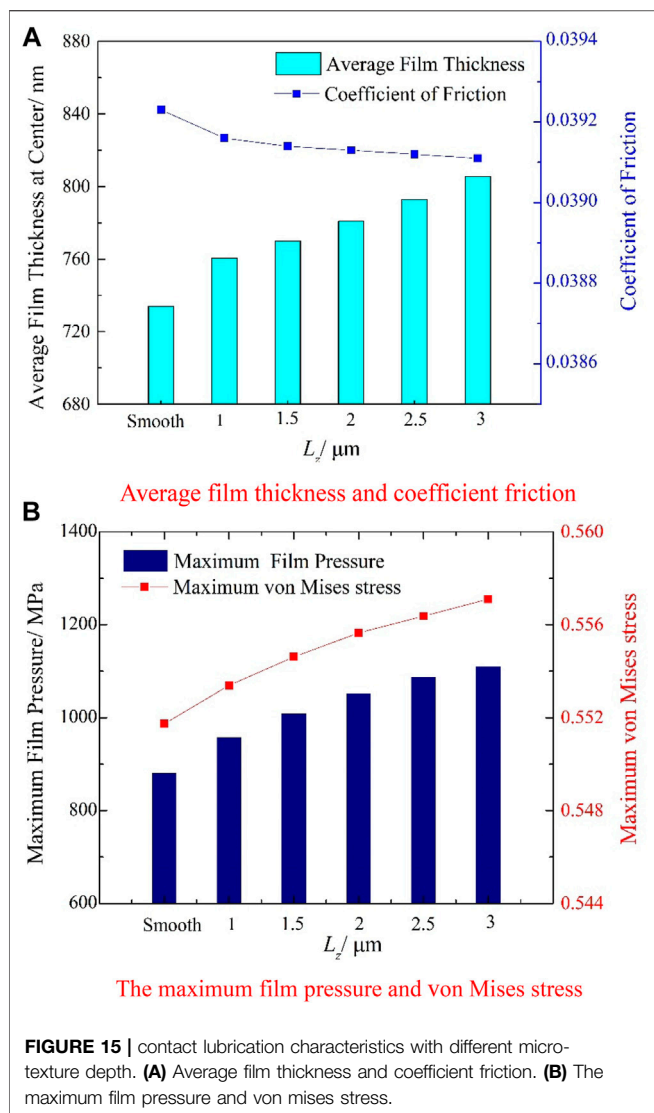 A
Average Film Thickness
Coefficient of Friction
Average Film Thickness at Center/ nm
880
840
800
760
720
680
0.0394
0.0392
0.0390
0.0388
0.0386
Coefficient of Friction
Smooth 1 1.5 2 2.5 3
L_z/ μm
Average film thickness and coefficient friction
B
Maximum Film Pressure
Maximum von Mises stress
Maximum Film Pressure/ MPa
1400
1200
1000
800
600
0.560
0.556
0.552
0.548
0.544
Maximum von Mises stress
Smooth 1 1.5 2 2.5 3
L_z/ μm
The maximum film pressure and von Mises stress
FIGURE 15 | contact lubrication characteristics with different micro-
texture depth. (A) Average film thickness and coefficient friction. (B) The
maximum film pressure and von mises stress.